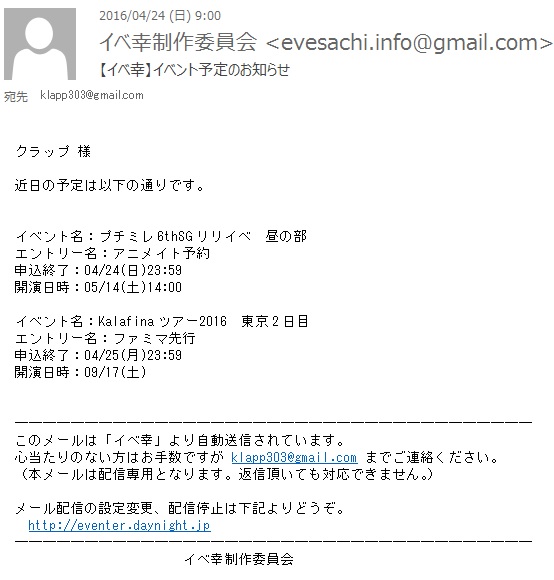 2016/04/24 (日) 9:00
イベ幸制作委員会 <evesachi.info@gmail.com>
【イベ幸】イベント予定のお知らせ
宛先 klapp303@gmail.com
クラップ 様
近日の予定は以下の通りです。
イベント名：プチミレ6thSGリリイベ　昼の部
エントリー名：アニメイト予約
申込終了：04/24(日)23:59
開演日時：05/14(土)14:00
イベント名：Kalafinaツアー2016　東京２日目
エントリー名：ファミマ先行
申込終了：04/25(月)23:59
開演日時：09/17(土)
このメールは「イベ幸」より自動送信されています。
心当たりのない方はお手数ですが klapp303@gmail.com までご連絡ください。
（本メールは配信専用となります。返信頂いても対応できません。）
メール配信の設定変更、配信停止は下記よりどうぞ。
http://eventer.daynight.jp
イベ幸制作委員会